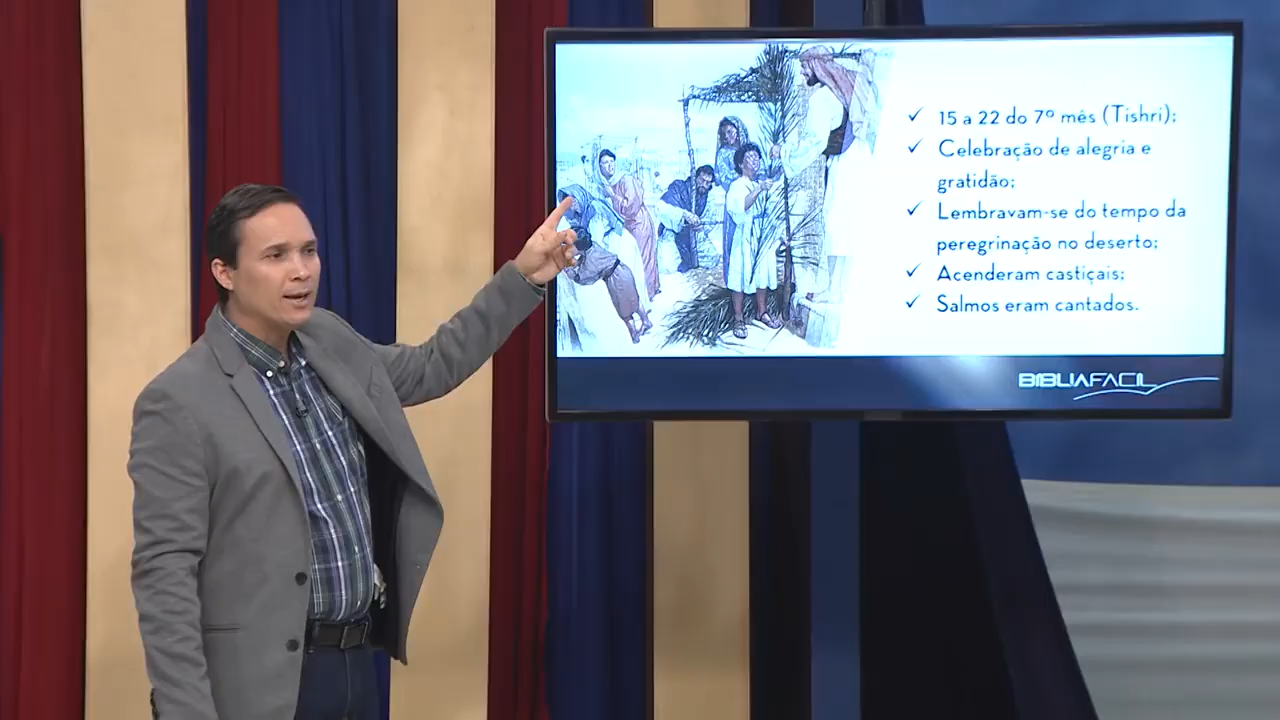 15 a 22 do 7º mês (Tishri);
Celebração de alegria e
gratidão;
Lembravam-se do tempo da
peregrinação no deserto;
Acenderam castiçais;
Salmos eram cantados.
BÍBLIAFÁCIL